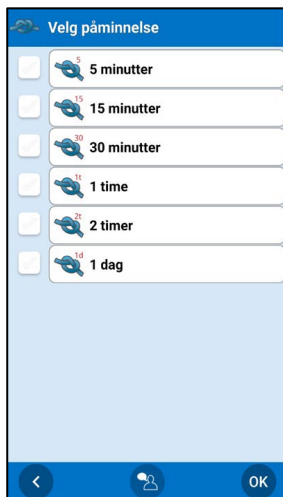 Velg påminnelse
5
5 minutter
15
15 minutter
30
30 minutter
1t
1 time
2t
2 timer
1d
1 dag
OK